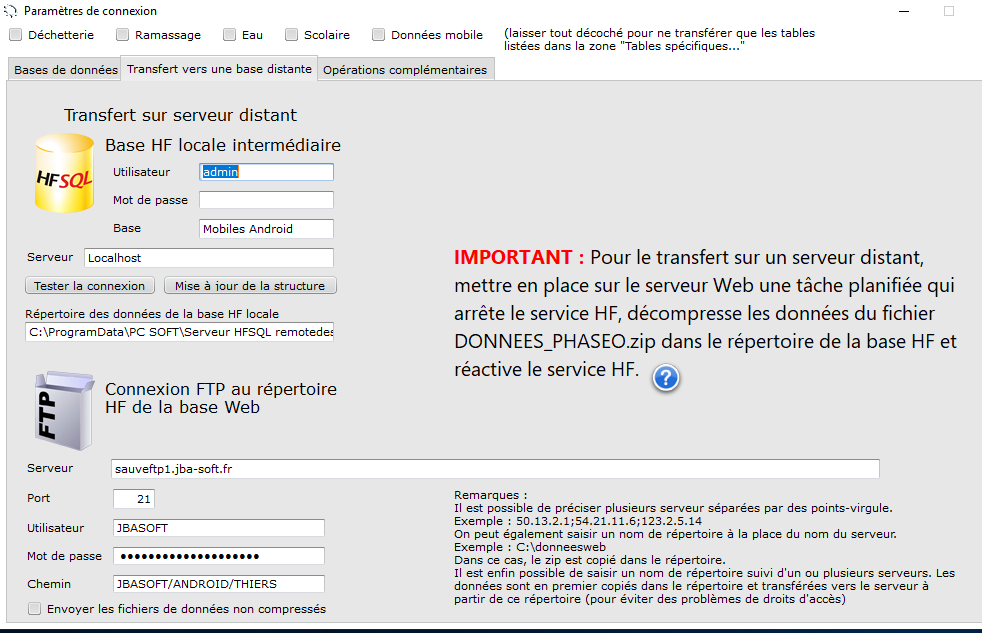 Paramètres de connexion
Déchetterie Ramassage Eau Scolaire Données mobile
(laisser tout décoché pour ne transférer que les tables
listées dans la zone "Tables spécifiques..."
Bases de données Transfert vers une base distante Opérations complémentaires
Transfert sur serveur distant
HFSQL
Base HF locale intermédiaire
Utilisateur admin
Mot de passe
Base Mobiles Android
Serveur Localhost
Tester la connexion Mise à jour de la structure
Répertoire des données de la base HF locale
C:\ProgramData\PC SOFT\Serveur HFSQL remotedes
IMPORTANT : Pour le transfert sur un serveur distant,
mettre en place sur le serveur Web une tâche planifiée qui
arrête le service HF, décompresse les données du fichier
DONNEES_PHASEO.zip dans le répertoire de la base HF et
réactive le service HF. ?
FTP
Connexion FTP au répertoire
HF de la base Web
Serveur sauveftp1.jba-soft.fr
Port 21
Utilisateur JBASOFT
Mot de passe ●●●●●●●●●●●●●●●●●●●●
Chemin JBASOFT/ANDROID/THIERS
Envoyer les fichiers de données non compressés
Remarques :
Il est possible de préciser plusieurs serveur séparées par des points-virgule.
Exemple : 50.13.2.1;54.21.11.6;123.2.5.14
On peut également saisir un nom de répertoire à la place du nom du serveur.
Exemple : C:\donneesweb
Dans ce cas, le zip est copié dans le répertoire.
Il est enfin possible de saisir un nom de répertoire suivi d'un ou plusieurs serveurs. Les
données sont en premier copiés dans le répertoire et transférées vers le serveur à
partir de ce répertoire (pour éviter des problèmes de droits d'accès)